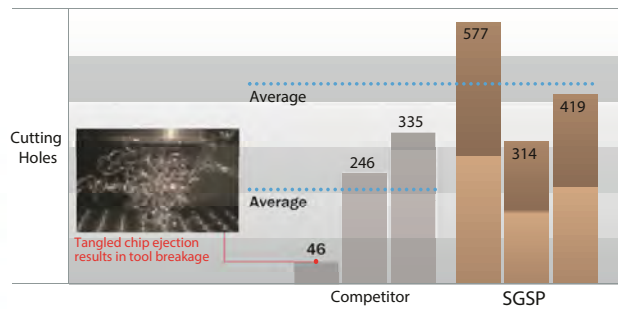 577
Average
419
335
Cutting
Holes
314
246
Average
Tangled chip ejection
results in tool breakage
46
Competitor
SGSP